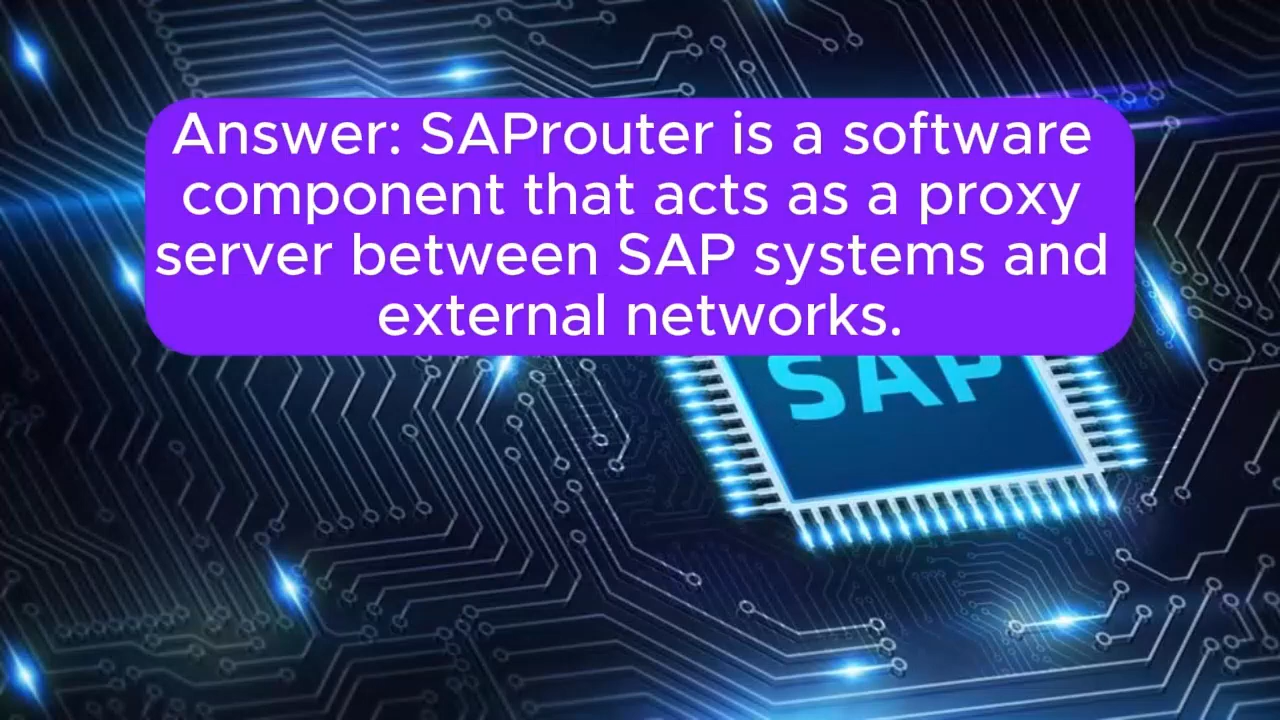 Answer: SAProuter is a software
component that acts as a proxy
server between SAP systems and
external networks.
SAP